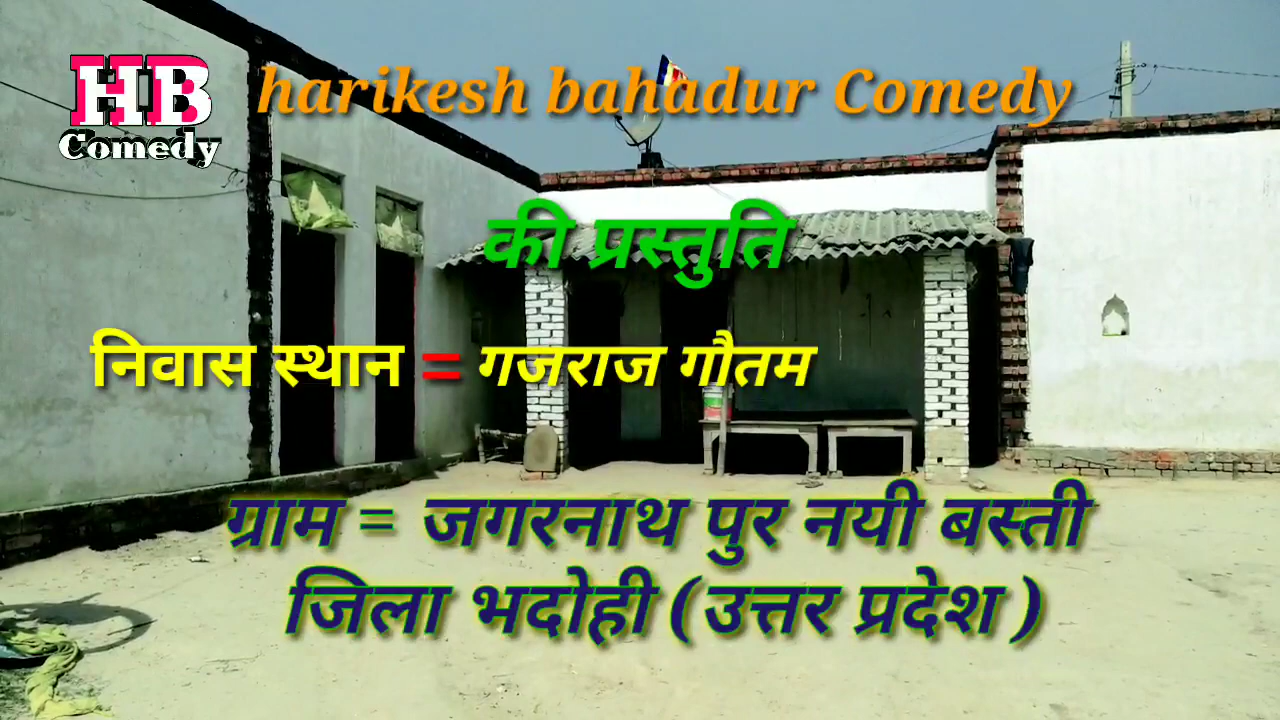 HB
Comedy
harikesh bahadur Comedy
की प्रस्तुति
निवास स्थान = गजराज गौतम
ग्राम = जगरनाथ पुर नयी बस्ती
जिला भदोही (उत्तर प्रदेश)